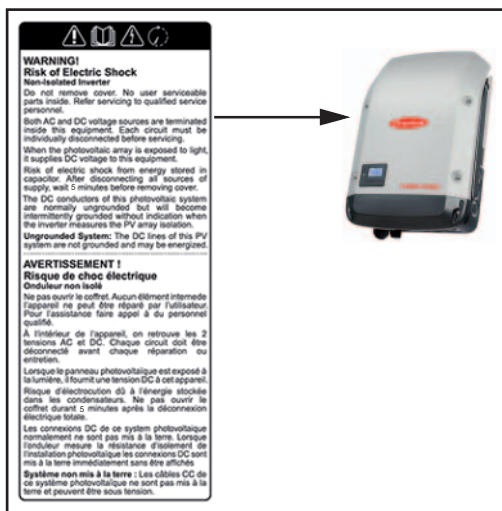 WARNING!
Risk of Electric Shock
Non-Isolated Inverter
Do not remove cover. No user serviceable
parts inside. Refer servicing to qualified service
personnel.
Both AC and DC voltage sources are terminated
inside this equipment. Each circuit must be
individually disconnected before servicing.
When the photovoltaic array is exposed to light,
it supplies DC voltage to this equipment.
Risk of electric shock from energy stored in
capacitor. After disconnecting all sources of
supply, wait 5 minutes before removing cover.
The DC conductors of this photovoltaic system
are normally ungrounded but will become
intermittently grounded without indication when
the inverter measures the PV array isolation.
Ungrounded System: The DC lines of this PV
system are not grounded and may be energized.
AVERTISSEMENT !
Risque de choc électrique
Onduleur non isolé
Ne pas ouvrir le coffret. Aucun élément internede
l'appareil ne peut être réparé par l'utilisateur.
Pour l'assistance faire appel à du personnel
qualifié.
À l'intérieur de l'appareil, on retrouve les 2
tensions AC et DC. Chaque circuit doit être
déconnecté avant chaque réparation ou
entretien.
Lorsque le panneau photovoltaïque est exposé à
la lumière, il fournit une tension DC à cet appareil.
Risque d'électrocution dû à l'énergie stockée
dans les condensateurs. Ne pas ouvrir le
coffret durant 5 minutes après la déconnexion
électrique totale.
Les connexions DC de ce system photovoltaique
normalement ne sont pas mis à la terre. Lorsque
l'onduleur mesure la résistance d'isolement de
l'installation photovoltaïque les connexions DC sont
mis à la terre immédiatement sans être affichés
Système non mis à la terre : Les câbles CC de
ce système photovoltaïque ne sont pas mis à la
terre et peuvent être sous tension.